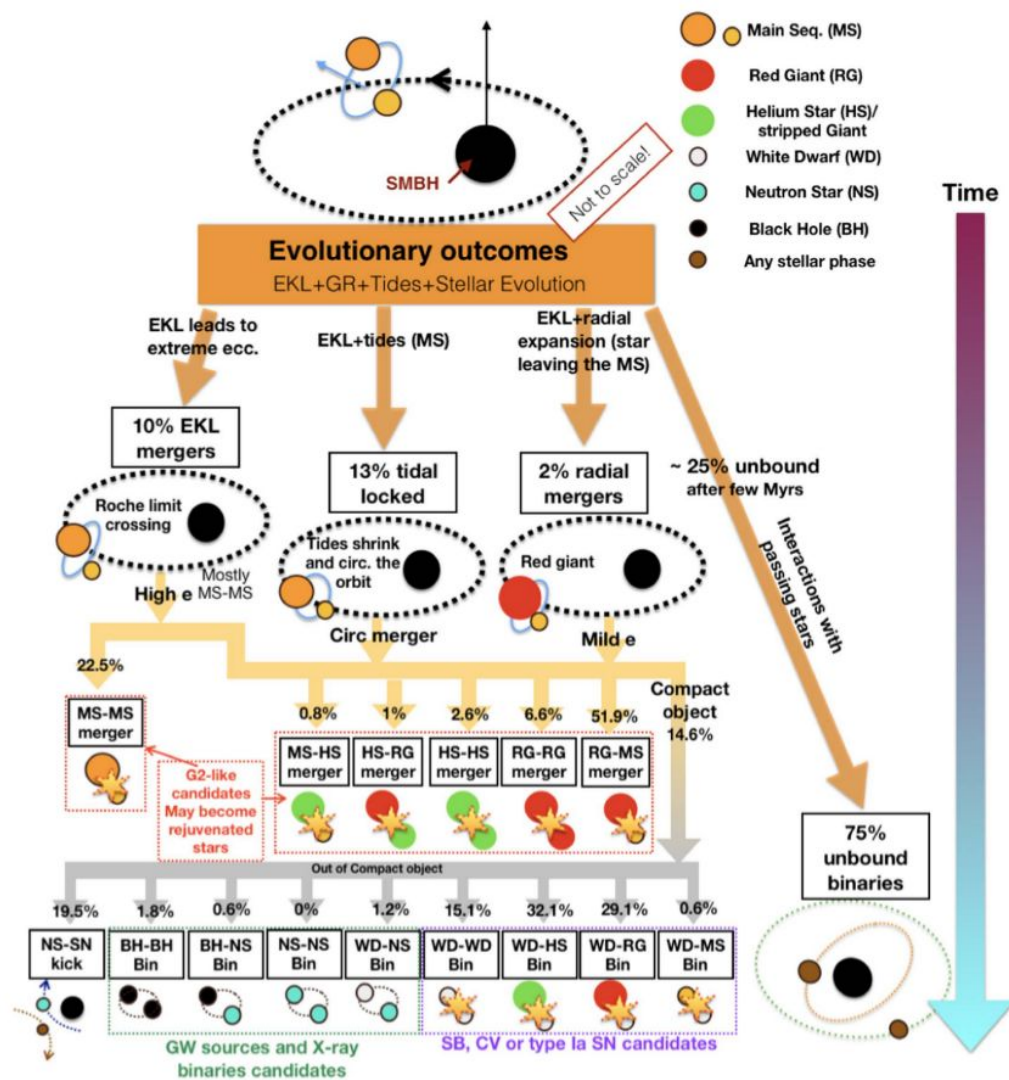 Main Seq. (MS)
Red Giant (RG)
Helium Star (HS)/
stripped Giant
White Dwarf (WD)
Neutron Star (NS)
Black Hole (BH)
Any stellar phase
SMBH
Not to scale!
Time
Evolutionary outcomes
EKL+GR+Tides+Stellar Evolution
EKL leads to
extreme ecc.
EKL+tides (MS)
EKL+radial
expansion (star
leaving the MS)
10% EKL
mergers
13% tidal
locked
2% radial
mergers
~ 25% unbound
after few Myrs
Interactions with
passing stars
Roche limit
crossing
Tides shrink
and circ. the
orbit
Red giant
High e
Mostly
MS-MS
Circ merger
Mild e
22.5%
0.8%
1%
2.6%
6.6%
51.9%
Compact
object
14.6%
MS-MS
merger
MS-HS
merger
HS-RG
merger
HS-HS
merger
RG-RG
merger
RG-MS
merger
G2-like
candidates
May become
rejuvenated
stars
75%
unbound
binaries
Out of Compact object
19.5%
1.8%
0.6%
0%
1.2%
15.1%
32.1%
29.1%
0.6%
NS-SN
kick
BH-BH
Bin
BH-NS
Bin
NS-NS
Bin
WD-NS
Bin
WD-WD
Bin
WD-HS
Bin
WD-RG
Bin
WD-MS
Bin
GW sources and X-ray
binaries candidates
SB, CV or type Ia SN candidates